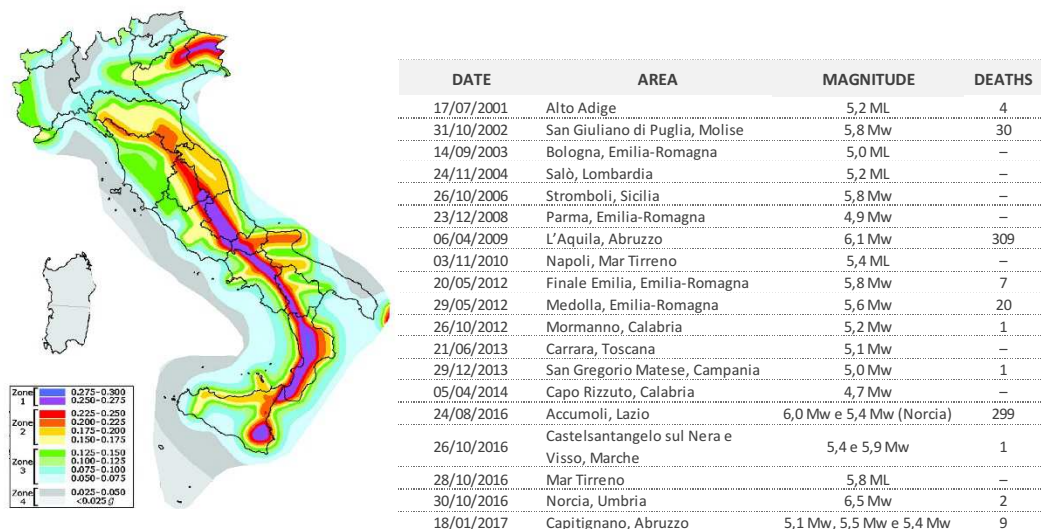 Zone 1
0.275-0.300
0.250-0.275
Zone 2
0.225-0.250
0.200-0.225
0.175-0.200
0.150-0.175
Zone 3
0.125-0.150
0.100-0.125
0.075-0.100
0.050-0.075
Zone 4
0.025-0.050
<0.025 g
DATE AREA MAGNITUDE DEATHS
17/07/2001 Alto Adige 5,2 ML 4
31/10/2002 San Giuliano di Puglia, Molise 5,8 Mw 30
14/09/2003 Bologna, Emilia-Romagna 5,0 ML –
24/11/2004 Salò, Lombardia 5,2 ML –
26/10/2006 Stromboli, Sicilia 5,8 Mw –
23/12/2008 Parma, Emilia-Romagna 4,9 Mw –
06/04/2009 L'Aquila, Abruzzo 6,1 Mw 309
03/11/2010 Napoli, Mar Tirreno 5,4 ML –
20/05/2012 Finale Emilia, Emilia-Romagna 5,8 Mw 7
29/05/2012 Medolla, Emilia-Romagna 5,6 Mw 20
26/10/2012 Mormanno, Calabria 5,2 Mw 1
21/06/2013 Carrara, Toscana 5,1 Mw –
29/12/2013 San Gregorio Matese, Campania 5,0 Mw 1
05/04/2014 Capo Rizzuto, Calabria 4,7 Mw –
24/08/2016 Accumoli, Lazio 6,0 Mw e 5,4 Mw (Norcia) 299
26/10/2016 Castelsantangelo sul Nera e
Visso, Marche 5,4 e 5,9 Mw 1
28/10/2016 Mar Tirreno 5,8 ML –
30/10/2016 Norcia, Umbria 6,5 Mw 2
18/01/2017 Capitignano, Abruzzo 5,1 Mw, 5,5 Mw e 5,4 Mw 9